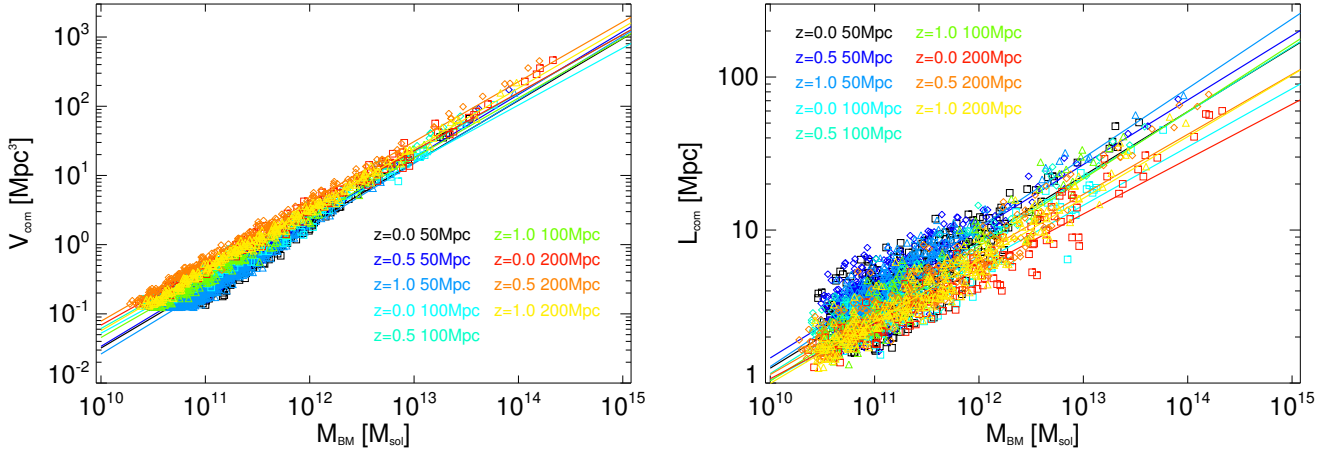 10³
10²
10¹
10⁰
10⁻¹
10⁻²
V_com [Mpc³]
z=0.0 50Mpc z=1.0 100Mpc
z=0.5 50Mpc z=0.0 200Mpc
z=1.0 50Mpc z=0.5 200Mpc
z=0.0 100Mpc z=1.0 200Mpc
z=0.5 100Mpc
10¹⁰ 10¹¹ 10¹² 10¹³ 10¹⁴ 10¹⁵
M_BM [M_sol]
100
10
1
L_com [Mpc]
z=0.0 50Mpc z=1.0 100Mpc
z=0.5 50Mpc z=0.0 200Mpc
z=1.0 50Mpc z=0.5 200Mpc
z=0.0 100Mpc z=1.0 200Mpc
z=0.5 100Mpc
10¹⁰ 10¹¹ 10¹² 10¹³ 10¹⁴ 10¹⁵
M_BM [M_sol]